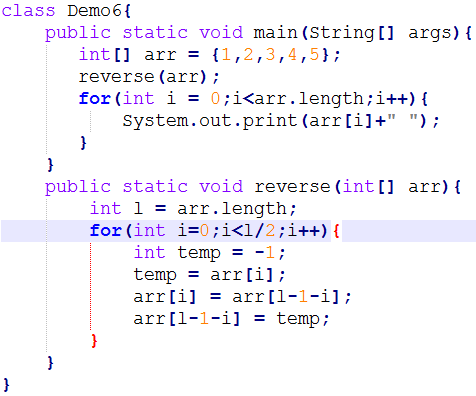 class Demo6{
    public static void main(String[] args){
        int[] arr = {1,2,3,4,5};
        reverse(arr);
        for(int i = 0;i<arr.length;i++){
            System.out.print(arr[i]+" ");
        }
    }
    public static void reverse(int[] arr){
        int l = arr.length;
        for(int i=0;i<l/2;i++){
            int temp = -1;
            temp = arr[i];
            arr[i] = arr[l-1-i];
            arr[l-1-i] = temp;
        }
    }
}